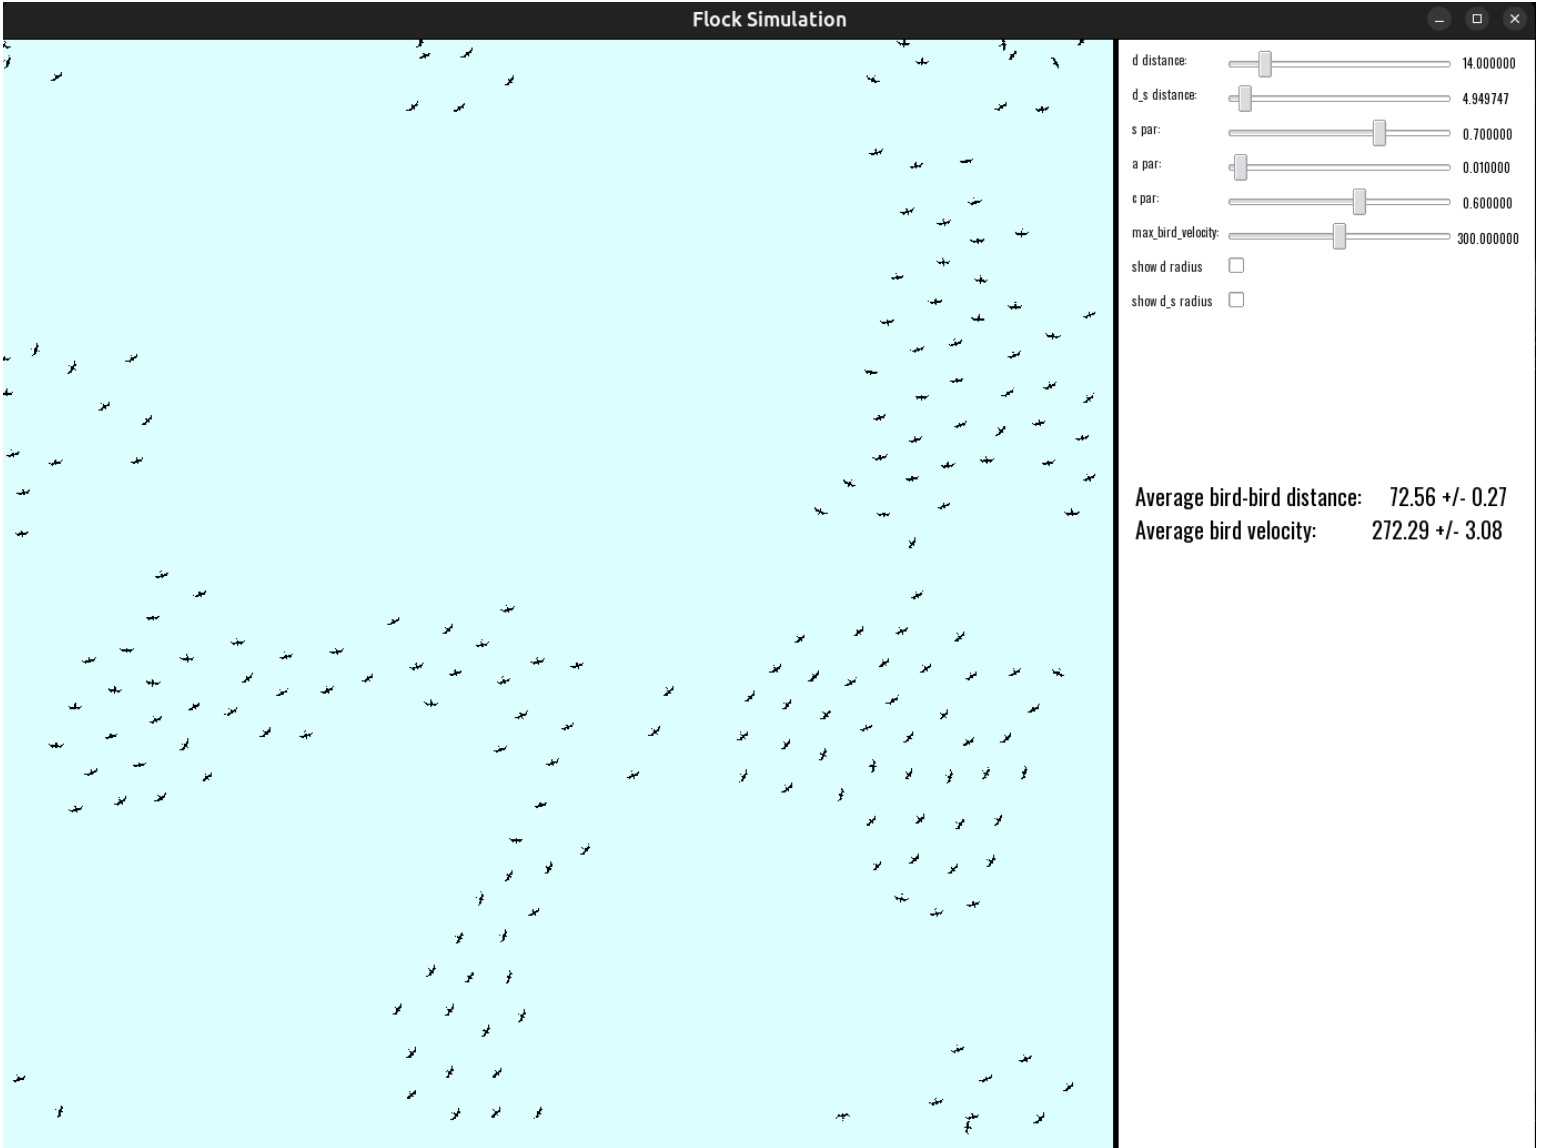 Flock Simulation
d distance: 14.000000
d_s distance: 4.949747
s par: 0.700000
a par: 0.010000
c par: 0.600000
max_bird_velocity: 300.000000
show d radius
show d_s radius
Average bird-bird distance: 72.56 +/- 0.27
Average bird velocity: 272.29 +/- 3.08